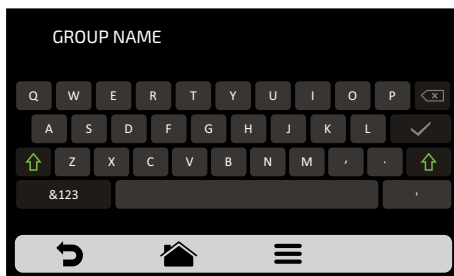 GROUP NAME
Q W E R T Y U I O P
A S D F G H J K L
Z X C V B N M , .
&123 '